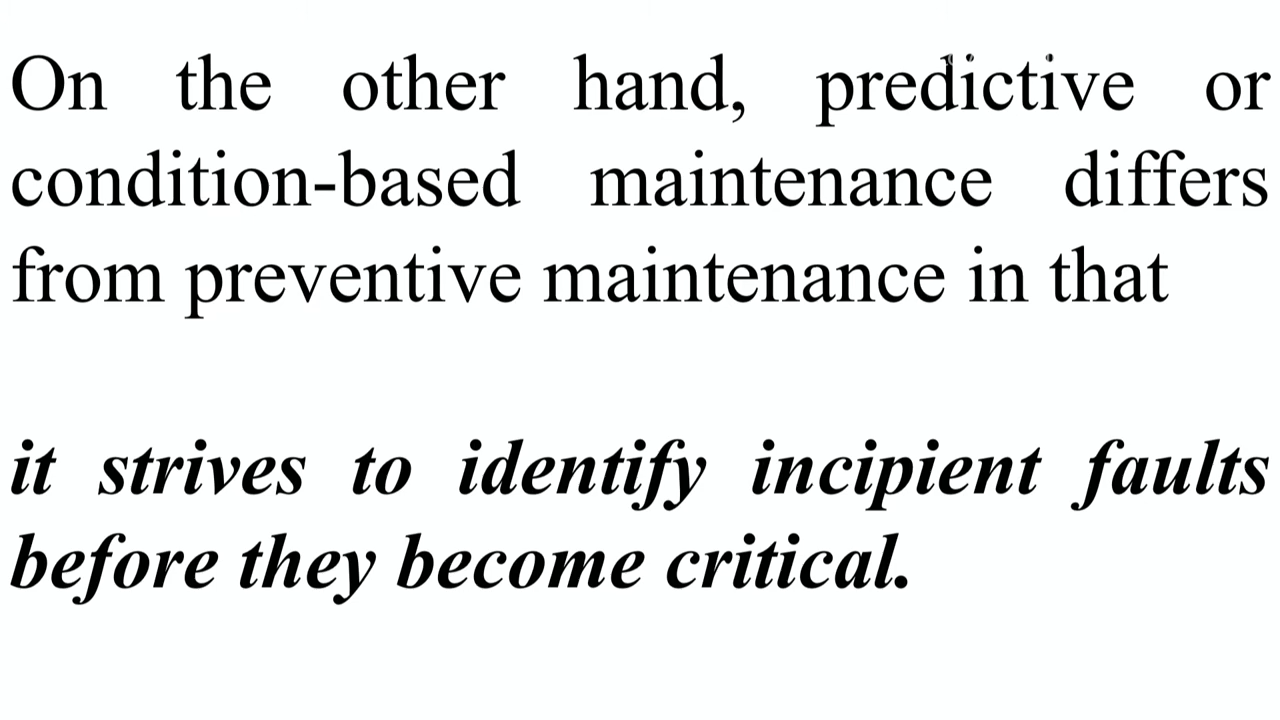 On the other hand, predictive or
condition-based maintenance differs
from preventive maintenance in that
it strives to identify incipient faults
before they become critical.